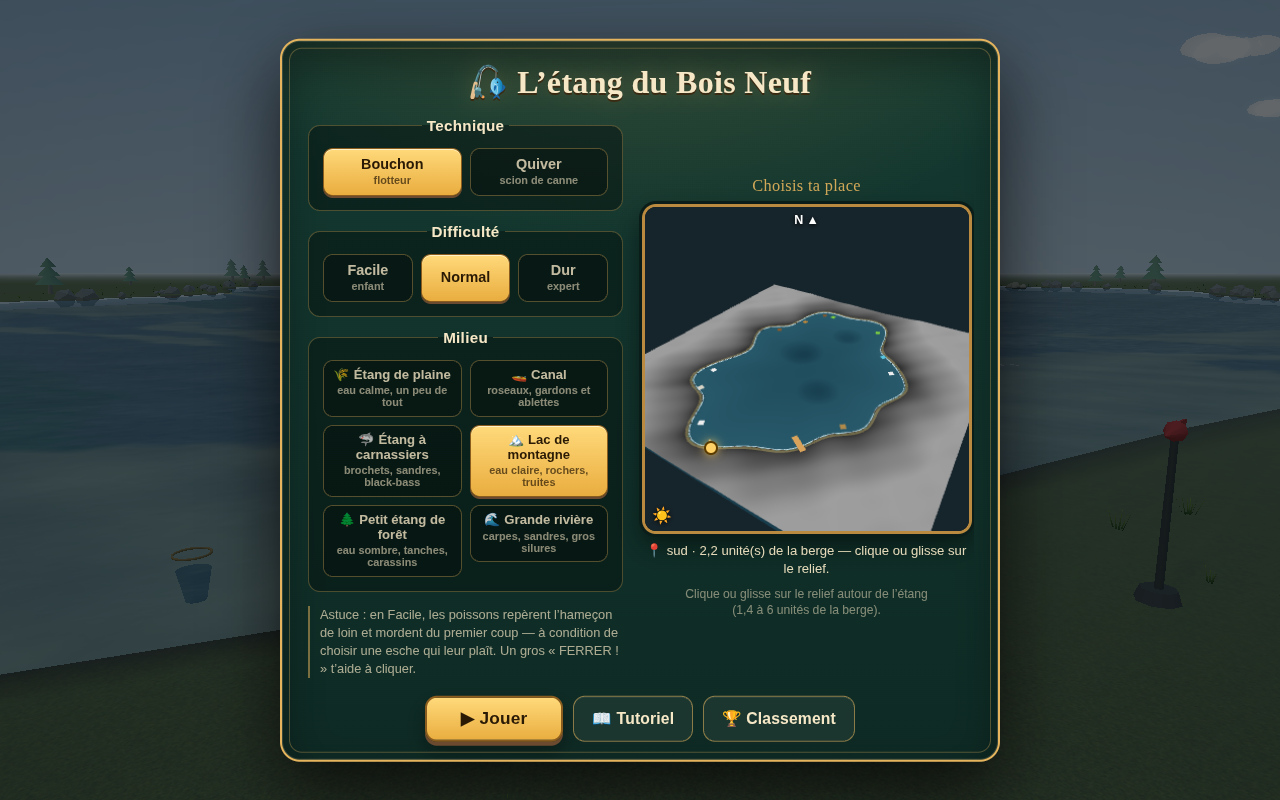 L’étang du Bois Neuf
Technique
Bouchon
flotteur
Quiver
scion de canne
Difficulté
Facile
enfant
Normal
Dur
expert
Milieu
Étang de plaine
eau calme, un peu de
tout
Canal
roseaux, gardons et
ablettes
Étang à
carnassiers
brochets, sandres,
black-bass
Lac de
montagne
eau claire, rochers,
truites
Petit étang de
forêt
eau sombre, tanches,
carassins
Grande rivière
carpes, sandres, gros
silures
Astuce : en Facile, les poissons repèrent l’hameçon
de loin et mordent du premier coup — à condition de
choisir une esche qui leur plaît. Un gros « FERRER !
» t’aide à cliquer.
Choisis ta place
N ▲
sud · 2,2 unité(s) de la berge — clique ou glisse sur
le relief.
Clique ou glisse sur le relief autour de l’étang
(1,4 à 6 unités de la berge).
▶ Jouer
Tutoriel
Classement